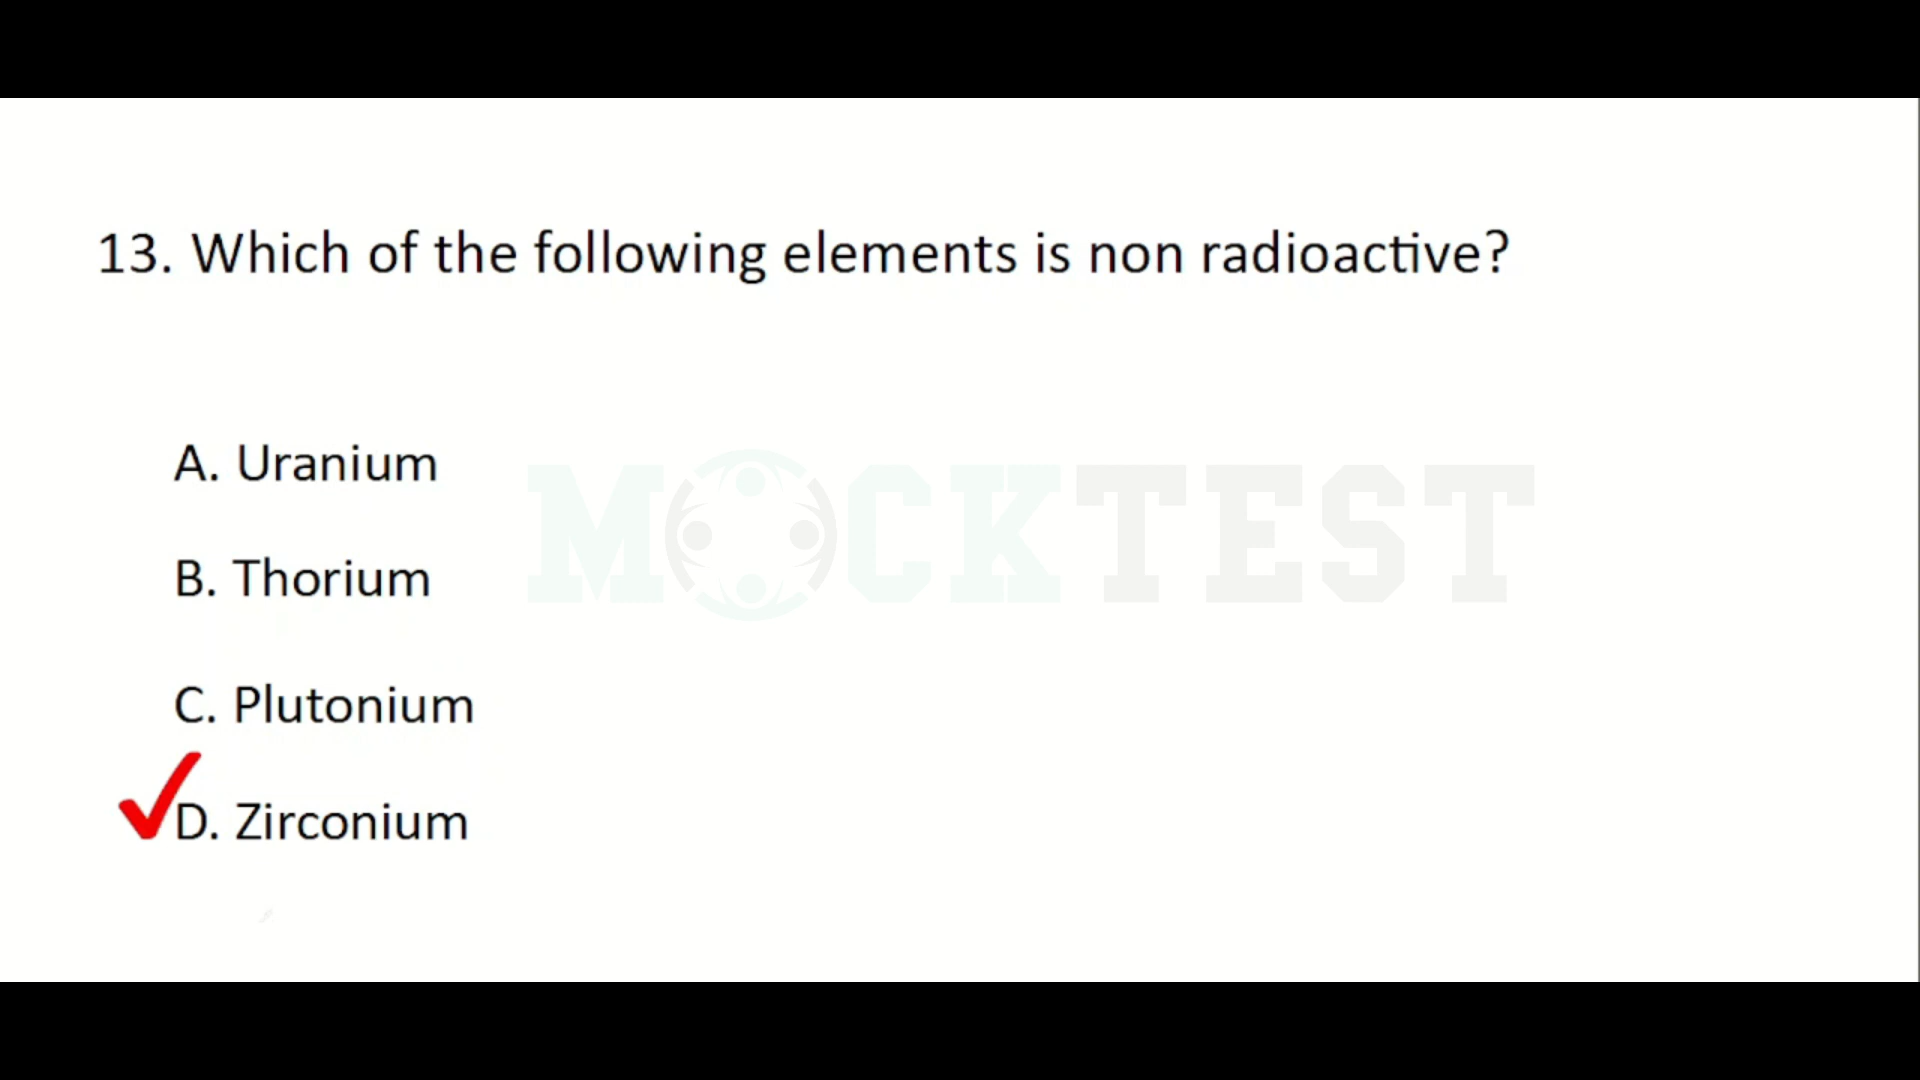 13. Which of the following elements is non radioactive?
A. Uranium
MOCKTEST
B. Thorium
C. Plutonium
D. Zirconium